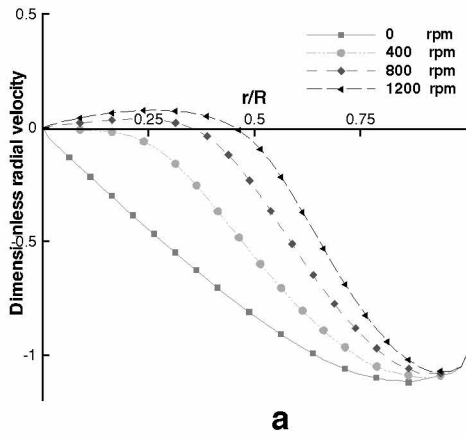 0.5
0 rpm
400 rpm
800 rpm
1200 rpm
r/R
0
0.25
0.5
0.75
Dimensionless radial velocity
-0.5
-1
a